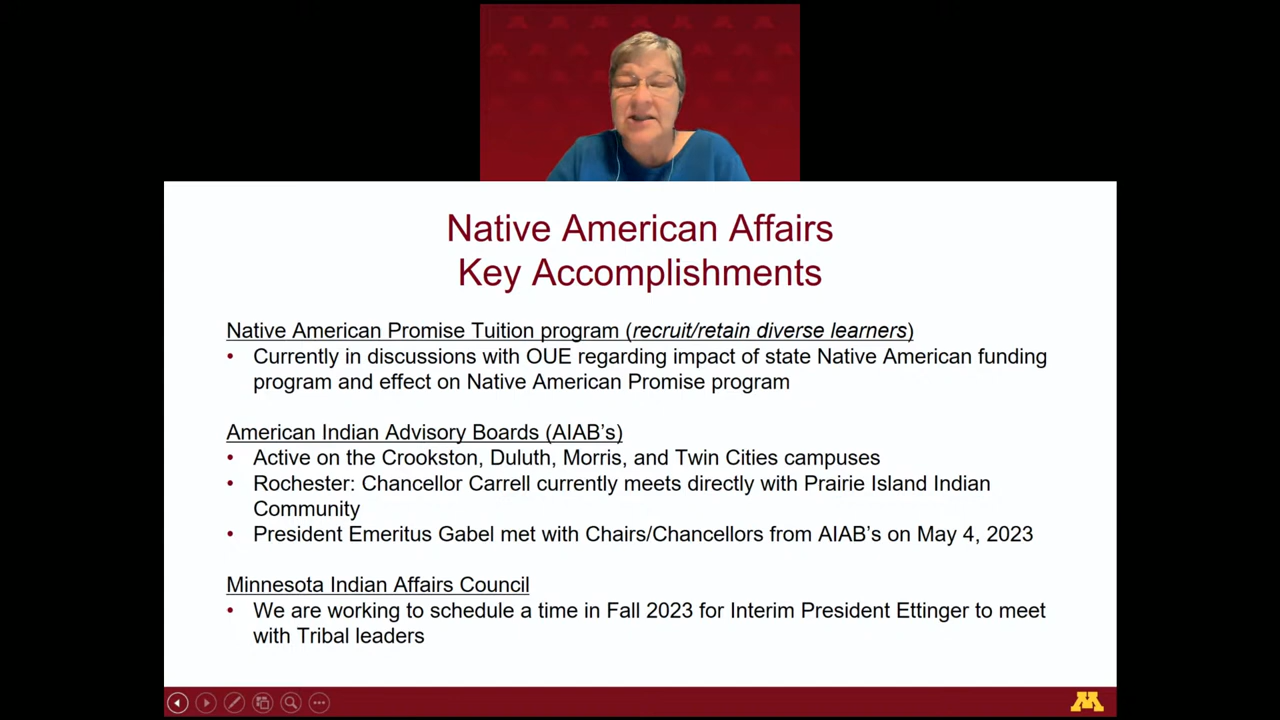 Native American Affairs
Key Accomplishments
Native American Promise Tuition program (recruit/retain diverse learners)
• Currently in discussions with OUE regarding impact of state Native American funding
program and effect on Native American Promise program
American Indian Advisory Boards (AIAB's)
• Active on the Crookston, Duluth, Morris, and Twin Cities campuses
• Rochester: Chancellor Carrell currently meets directly with Prairie Island Indian
Community
• President Emeritus Gabel met with Chairs/Chancellors from AIAB's on May 4, 2023
Minnesota Indian Affairs Council
• We are working to schedule a time in Fall 2023 for Interim President Ettinger to meet
with Tribal leaders
M